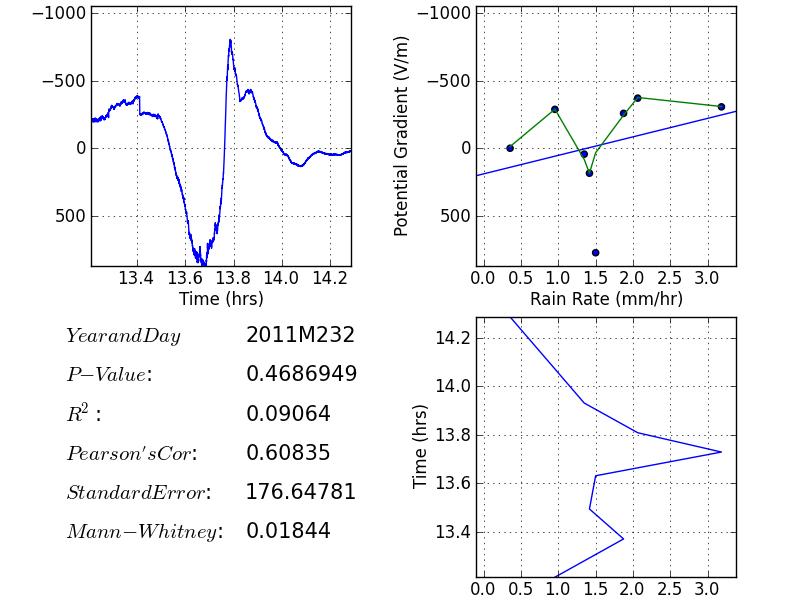 −1000
−500
0
500
13.4 13.6 13.8 14.0 14.2
Time (hrs)
−1000
−500
0
500
Potential Gradient (V/m)
0.0 0.5 1.0 1.5 2.0 2.5 3.0
Rain Rate (mm/hr)
YearandDay 2011M232
P−Value: 0.4686949
R²: 0.09064
Pearson'sCor: 0.60835
StandardError: 176.64781
Mann−Whitney: 0.01844
14.2
14.0
13.8
13.6
13.4
Time (hrs)
0.0 0.5 1.0 1.5 2.0 2.5 3.0